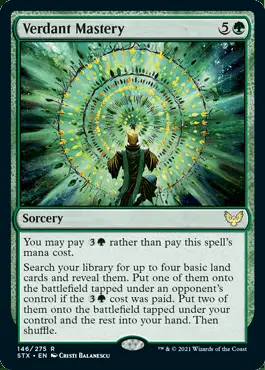 Verdant Mastery 5
Sorcery
You may pay 3 rather than pay this spell's
mana cost.
Search your library for up to four basic land
cards and reveal them. Put one of them onto
the battlefield tapped under an opponent's
control if the 3 cost was paid. Put two of
them onto the battlefield tapped under your
control and the rest into your hand. Then
shuffle.
146/275 R
STX • EN CRISTI BALANESCU
™ & © 2021 Wizards of the Coast